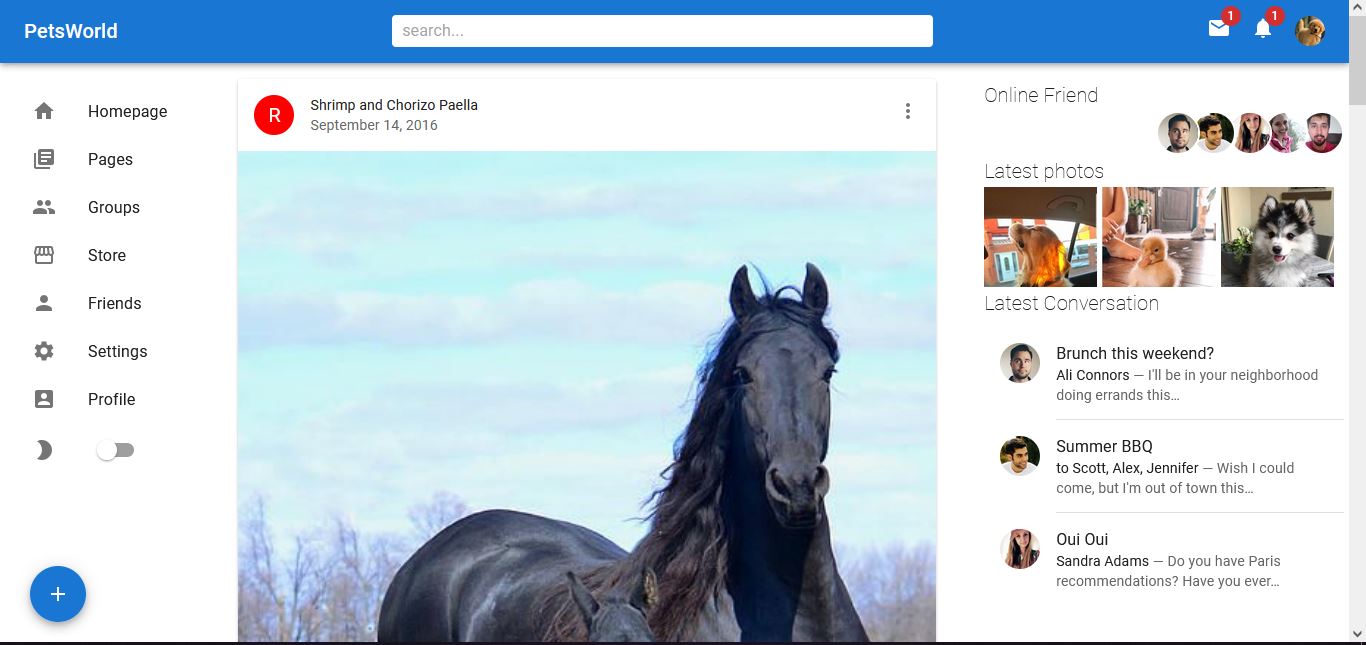 PetsWorld
search...
1
1
Homepage
Pages
Groups
Store
Friends
Settings
Profile
R
Shrimp and Chorizo Paella
September 14, 2016
Online Friend
Latest photos
Latest Conversation
Brunch this weekend?
Ali Connors — I'll be in your neighborhood
doing errands this…
Summer BBQ
to Scott, Alex, Jennifer — Wish I could
come, but I'm out of town this…
Oui Oui
Sandra Adams — Do you have Paris
recommendations? Have you ever…